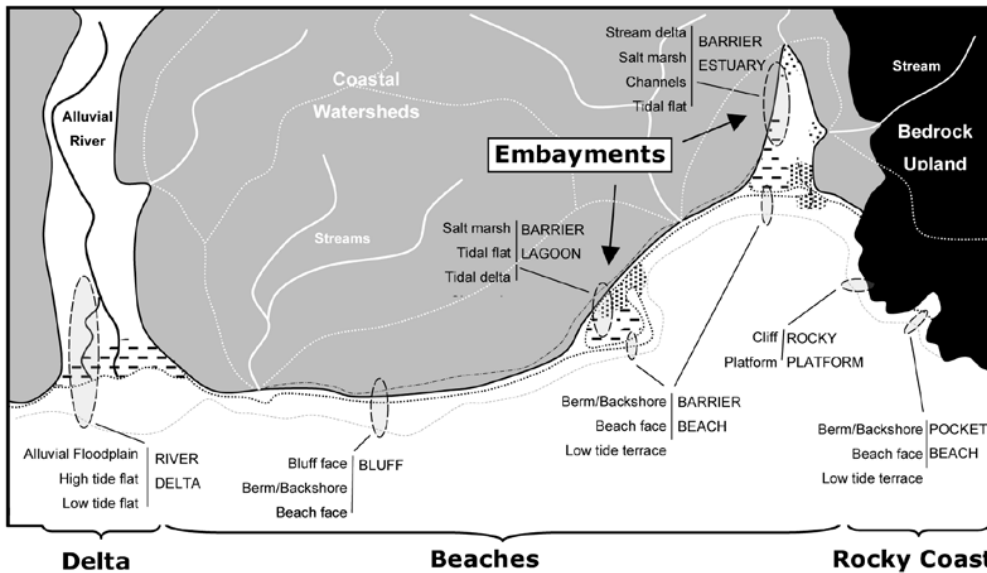 Stream delta
Salt marsh
Channels
Tidal flat
BARRIER
ESTUARY
Stream
Coastal
Watersheds
Alluvial
River
Bedrock
Upland
Embayments
Salt marsh
Tidal flat
Tidal delta
BARRIER
LAGOON
Streams
Cliff
Platform
ROCKY
PLATFORM
Berm/Backshore
Beach face
Low tide terrace
BARRIER
BEACH
Berm/Backshore
Beach face
Low tide terrace
POCKET
BEACH
Alluvial Floodplain
High tide flat
Low tide flat
RIVER
DELTA
Bluff face
Berm/Backshore
Beach face
BLUFF
Delta
Beaches
Rocky Coast